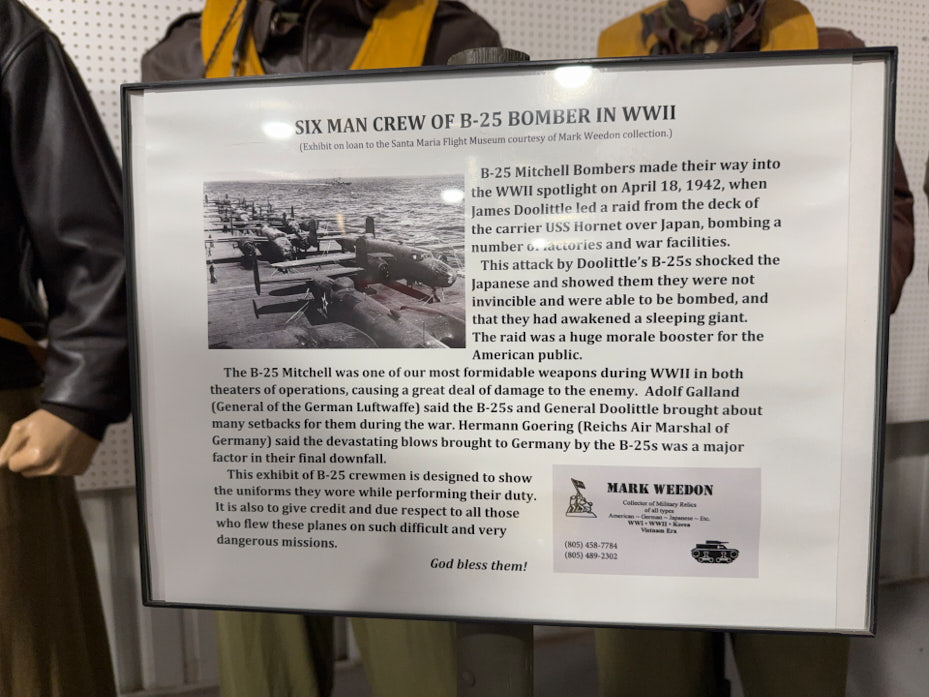 SIX MAN CREW OF B-25 BOMBER IN WWII
(Exhibit on loan to the Santa Maria Flight Museum courtesy of Mark Weedon collection.)
B-25 Mitchell Bombers made their way into
the WWII spotlight on April 18, 1942, when
James Doolittle led a raid from the deck of
the carrier USS Hornet over Japan, bombing a
number of factories and war facilities.
This attack by Doolittle's B-25s shocked the
Japanese and showed them they were not
invincible and were able to be bombed, and
that they had awakened a sleeping giant.
The raid was a huge morale booster for the
American public.
The B-25 Mitchell was one of our most formidable weapons during WWII in both
theaters of operations, causing a great deal of damage to the enemy. Adolf Galland
(General of the German Luftwaffe) said the B-25s and General Doolittle brought about
many setbacks for them during the war. Hermann Goering (Reichs Air Marshal of
Germany) said the devastating blows brought to Germany by the B-25s was a major
factor in their final downfall.
This exhibit of B-25 crewmen is designed to show
the uniforms they wore while performing their duty.
It is also to give credit and due respect to all those
who flew these planes on such difficult and very
dangerous missions.
God bless them!
MARK WEEDON
Collector of Military Relics
of all types
American ~ German ~ Japanese ~ Etc.
WWI • WWII • Korea
Vietnam Era
(805) 458-7784
(805) 489-2302